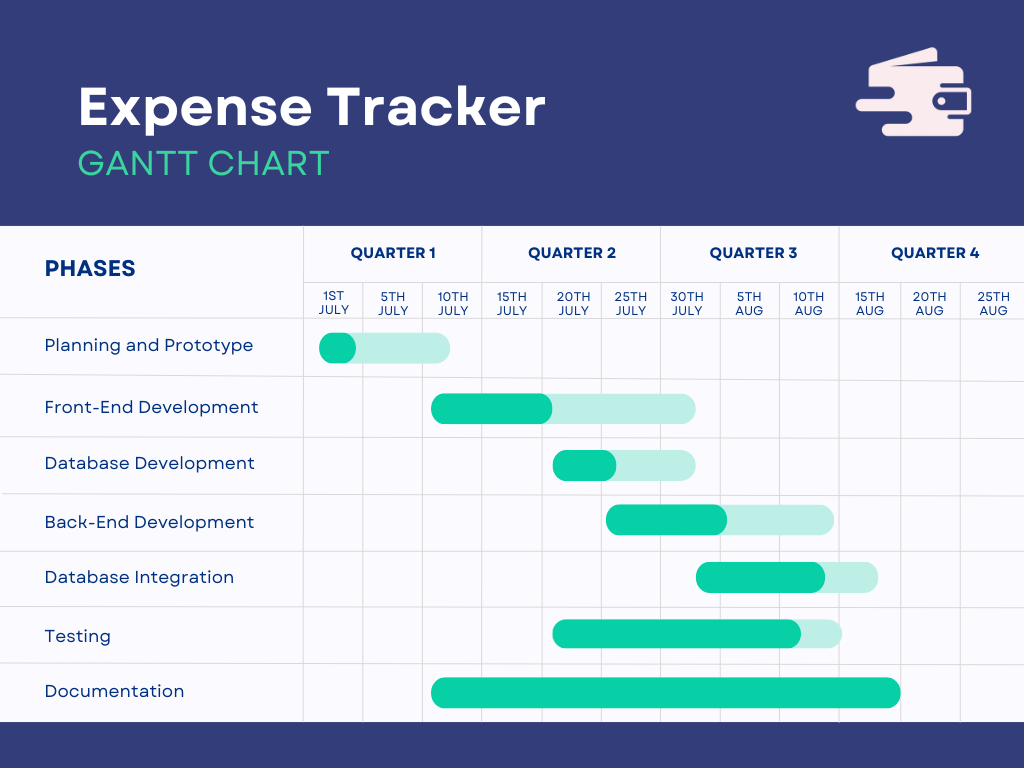 Expense Tracker
GANTT CHART
PHASES
QUARTER 1
QUARTER 2
QUARTER 3
QUARTER 4
1ST
JULY
5TH
JULY
10TH
JULY
15TH
JULY
20TH
JULY
25TH
JULY
30TH
JULY
5TH
AUG
10TH
AUG
15TH
AUG
20TH
AUG
25TH
AUG
Planning and Prototype
Front-End Development
Database Development
Back-End Development
Database Integration
Testing
Documentation